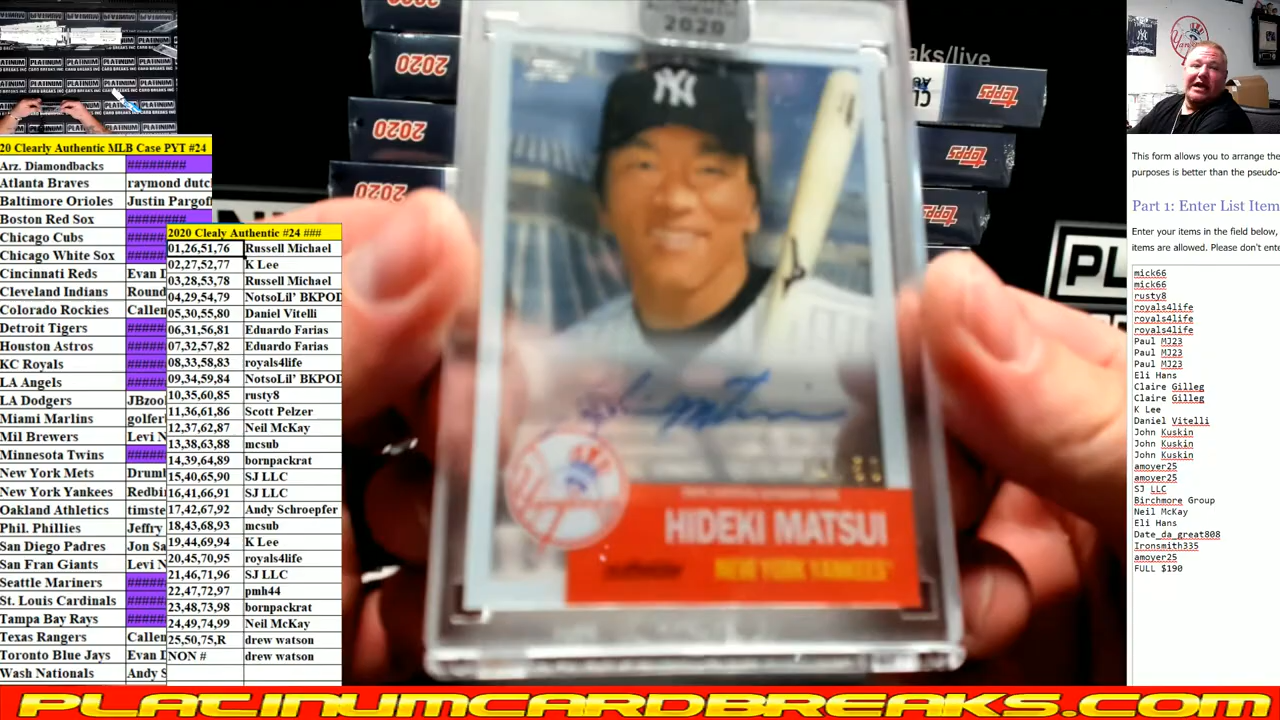 20 Clearly Authentic MLB Case PYT #24
Arz. Diamondbacks ########
Atlanta Braves raymond dutc
Baltimore Orioles Justin Pargof
Boston Red Sox ########
Chicago Cubs ####
Chicago White Sox ####
Cincinnati Reds Evan
Cleveland Indians Round
Colorado Rockies Callen
Detroit Tigers #####
Houston Astros #####
KC Royals #####
LA Angels #####
LA Dodgers JBzoo
Miami Marlins golfer
Mil Brewers Levi N
Minnesota Twins #####
New York Mets Drum
New York Yankees Redbi
Oakland Athletics timste
Phil. Phillies Jeffry
San Diego Padres Jon Sa
San Fran Giants Levi N
Seattle Mariners #####
St. Louis Cardinals #####
Tampa Bay Rays #####
Texas Rangers Callen
Toronto Blue Jays Evan
Wash Nationals Andy S
2020 Clealy Authentic #24 ###
01,26,51,76 Russell Michael
02,27,52,77 K Lee
03,28,53,78 Russell Michael
04,29,54,79 NotsoLil' BKPOD
05,30,55,80 Daniel Vitelli
06,31,56,81 Eduardo Farias
07,32,57,82 Eduardo Farias
08,33,58,83 royals4life
09,34,59,84 NotsoLil' BKPOD
10,35,60,85 rusty8
11,36,61,86 Scott Pelzer
12,37,62,87 Neil McKay
13,38,63,88 mcsub
14,39,64,89 bornpackrat
15,40,65,90 SJ LLC
16,41,66,91 SJ LLC
17,42,67,92 Andy Schroepfer
18,43,68,93 mcsub
19,44,69,94 K Lee
20,45,70,95 royals4life
21,46,71,96 SJ LLC
22,47,72,97 pmh44
23,48,73,98 bornpackrat
24,49,74,99 Neil McKay
25,50,75,R drew watson
NON # drew watson
2020
2020
2020
2020
aks/live
topps
topps
topps
NY
HIDEKI MATSUI
NEW YORK YANKEES
PL
This form allows you to arrange the
purposes is better than the pseudo-
Part 1: Enter List Item
Enter your items in the field below,
items are allowed. Please don't ente
mick66
mick66
rusty8
royals4life
royals4life
royals4life
Paul MJ23
Paul MJ23
Paul MJ23
Eli Hans
Claire Gilleg
Claire Gilleg
K Lee
Daniel Vitelli
John Kuskin
John Kuskin
John Kuskin
amoyer25
amoyer25
SJ LLC
Birchmore Group
Neil McKay
Eli Hans
Date_da_great808
Ironsmith335
amoyer25
FULL $190
PLATINUMCARDBREAKS.COM